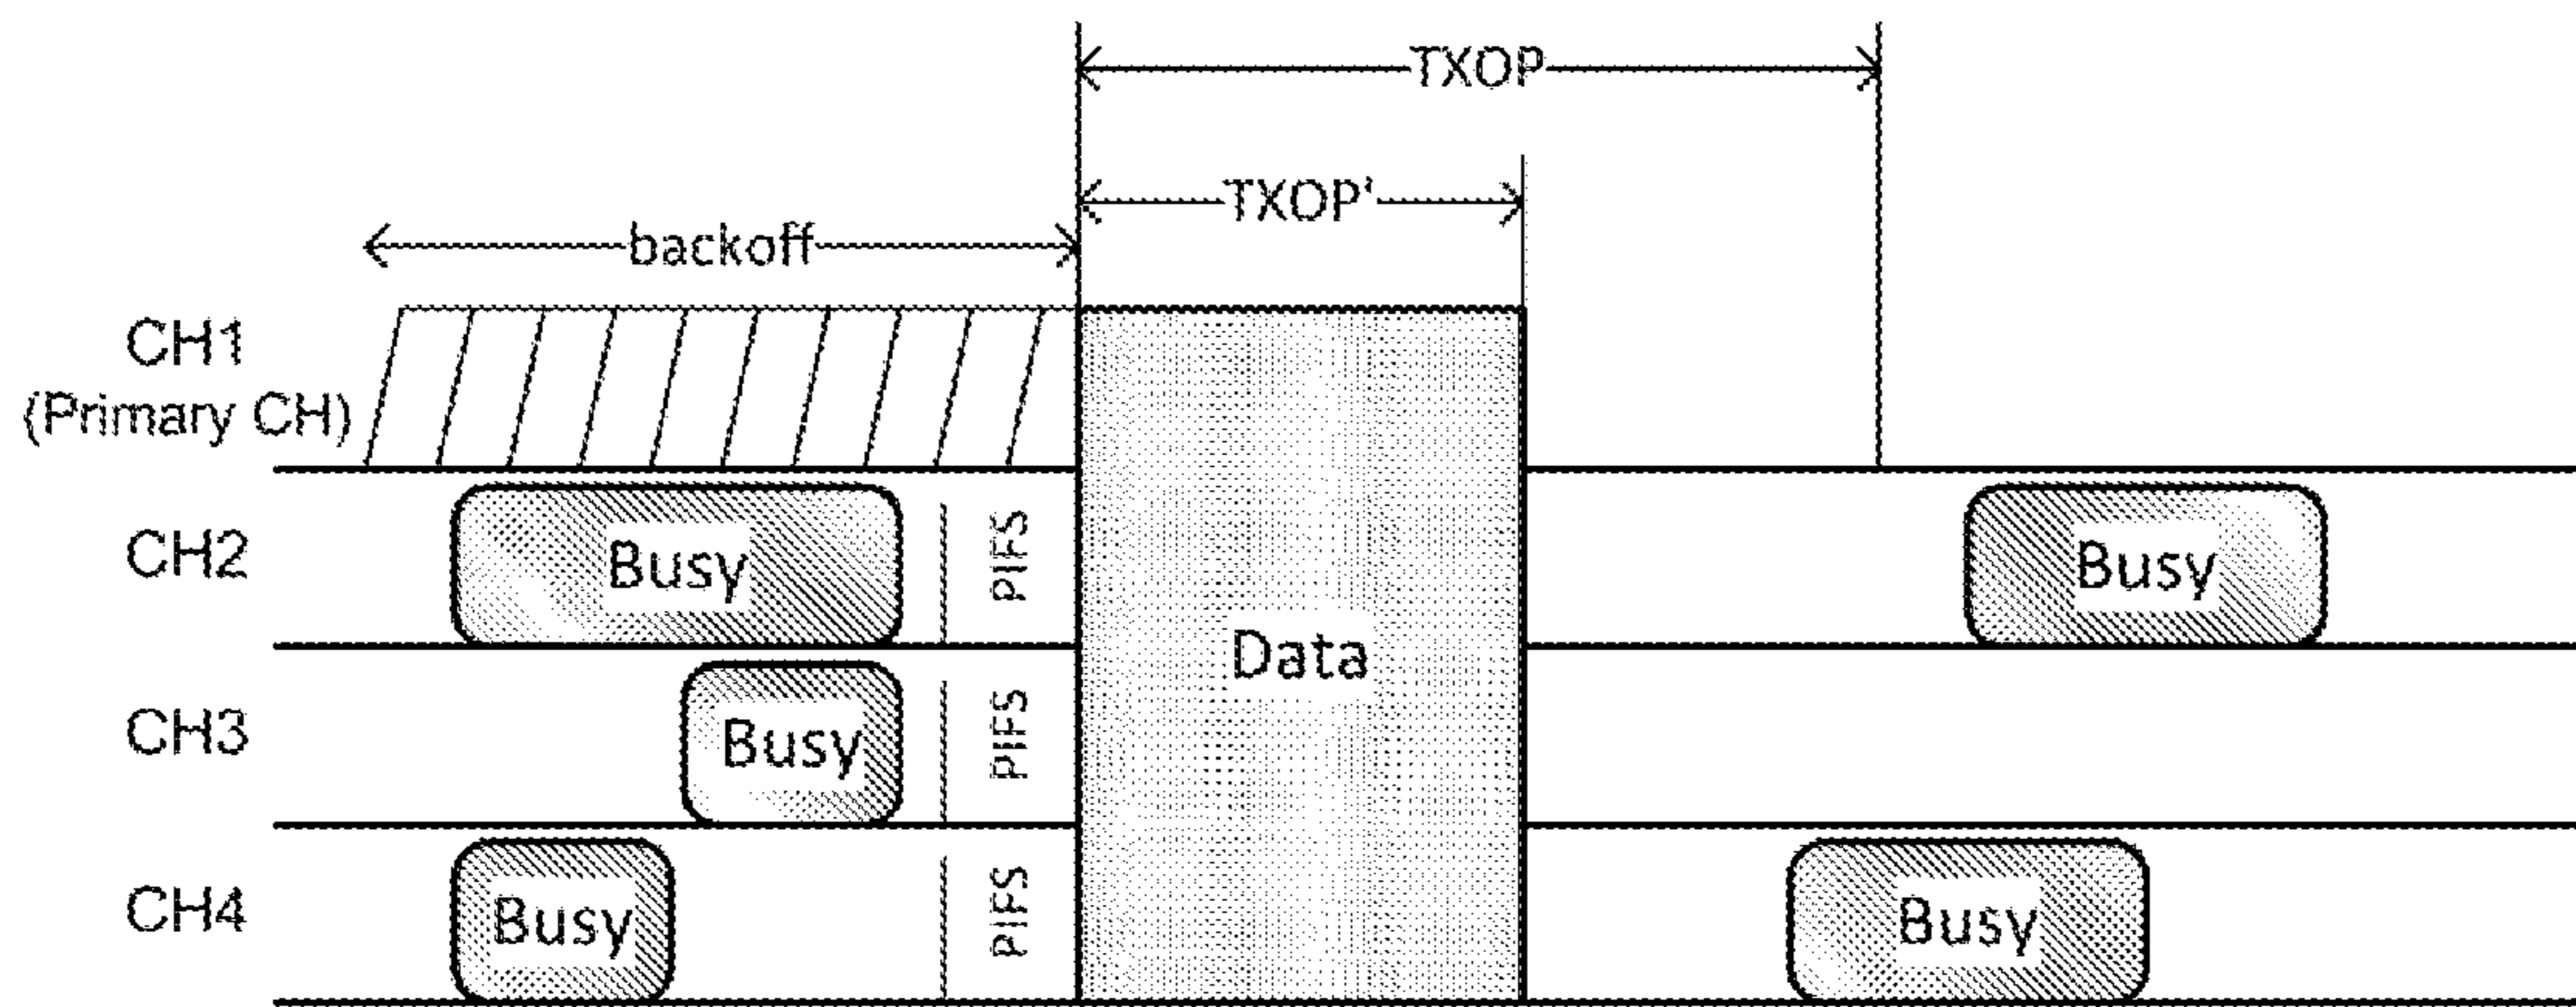 TXOP
TXOP'
backoff
CH1
(Primary CH)
CH2
Busy
PIFS
Busy
Data
CH3
Busy
PIFS
CH4
Busy
PIFS
Busy